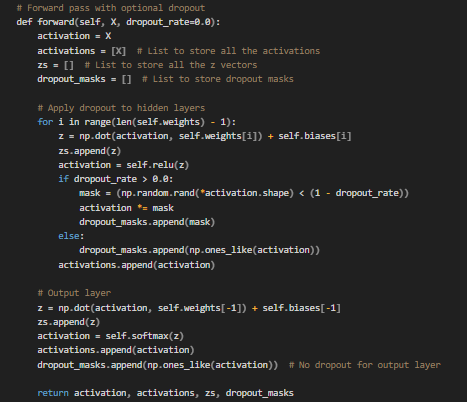 # Forward pass with optional dropout
def forward(self, X, dropout_rate=0.0):
    activation = X
    activations = [X]  # List to store all the activations
    zs = []  # List to store all the z vectors
    dropout_masks = []  # List to store dropout masks

    # Apply dropout to hidden layers
    for i in range(len(self.weights) - 1):
        z = np.dot(activation, self.weights[i]) + self.biases[i]
        zs.append(z)
        activation = self.relu(z)
        if dropout_rate > 0.0:
            mask = (np.random.rand(*activation.shape) < (1 - dropout_rate))
            activation *= mask
            dropout_masks.append(mask)
        else:
            dropout_masks.append(np.ones_like(activation))
        activations.append(activation)

    # Output layer
    z = np.dot(activation, self.weights[-1]) + self.biases[-1]
    zs.append(z)
    activation = self.softmax(z)
    activations.append(activation)
    dropout_masks.append(np.ones_like(activation))  # No dropout for output layer

    return activation, activations, zs, dropout_masks